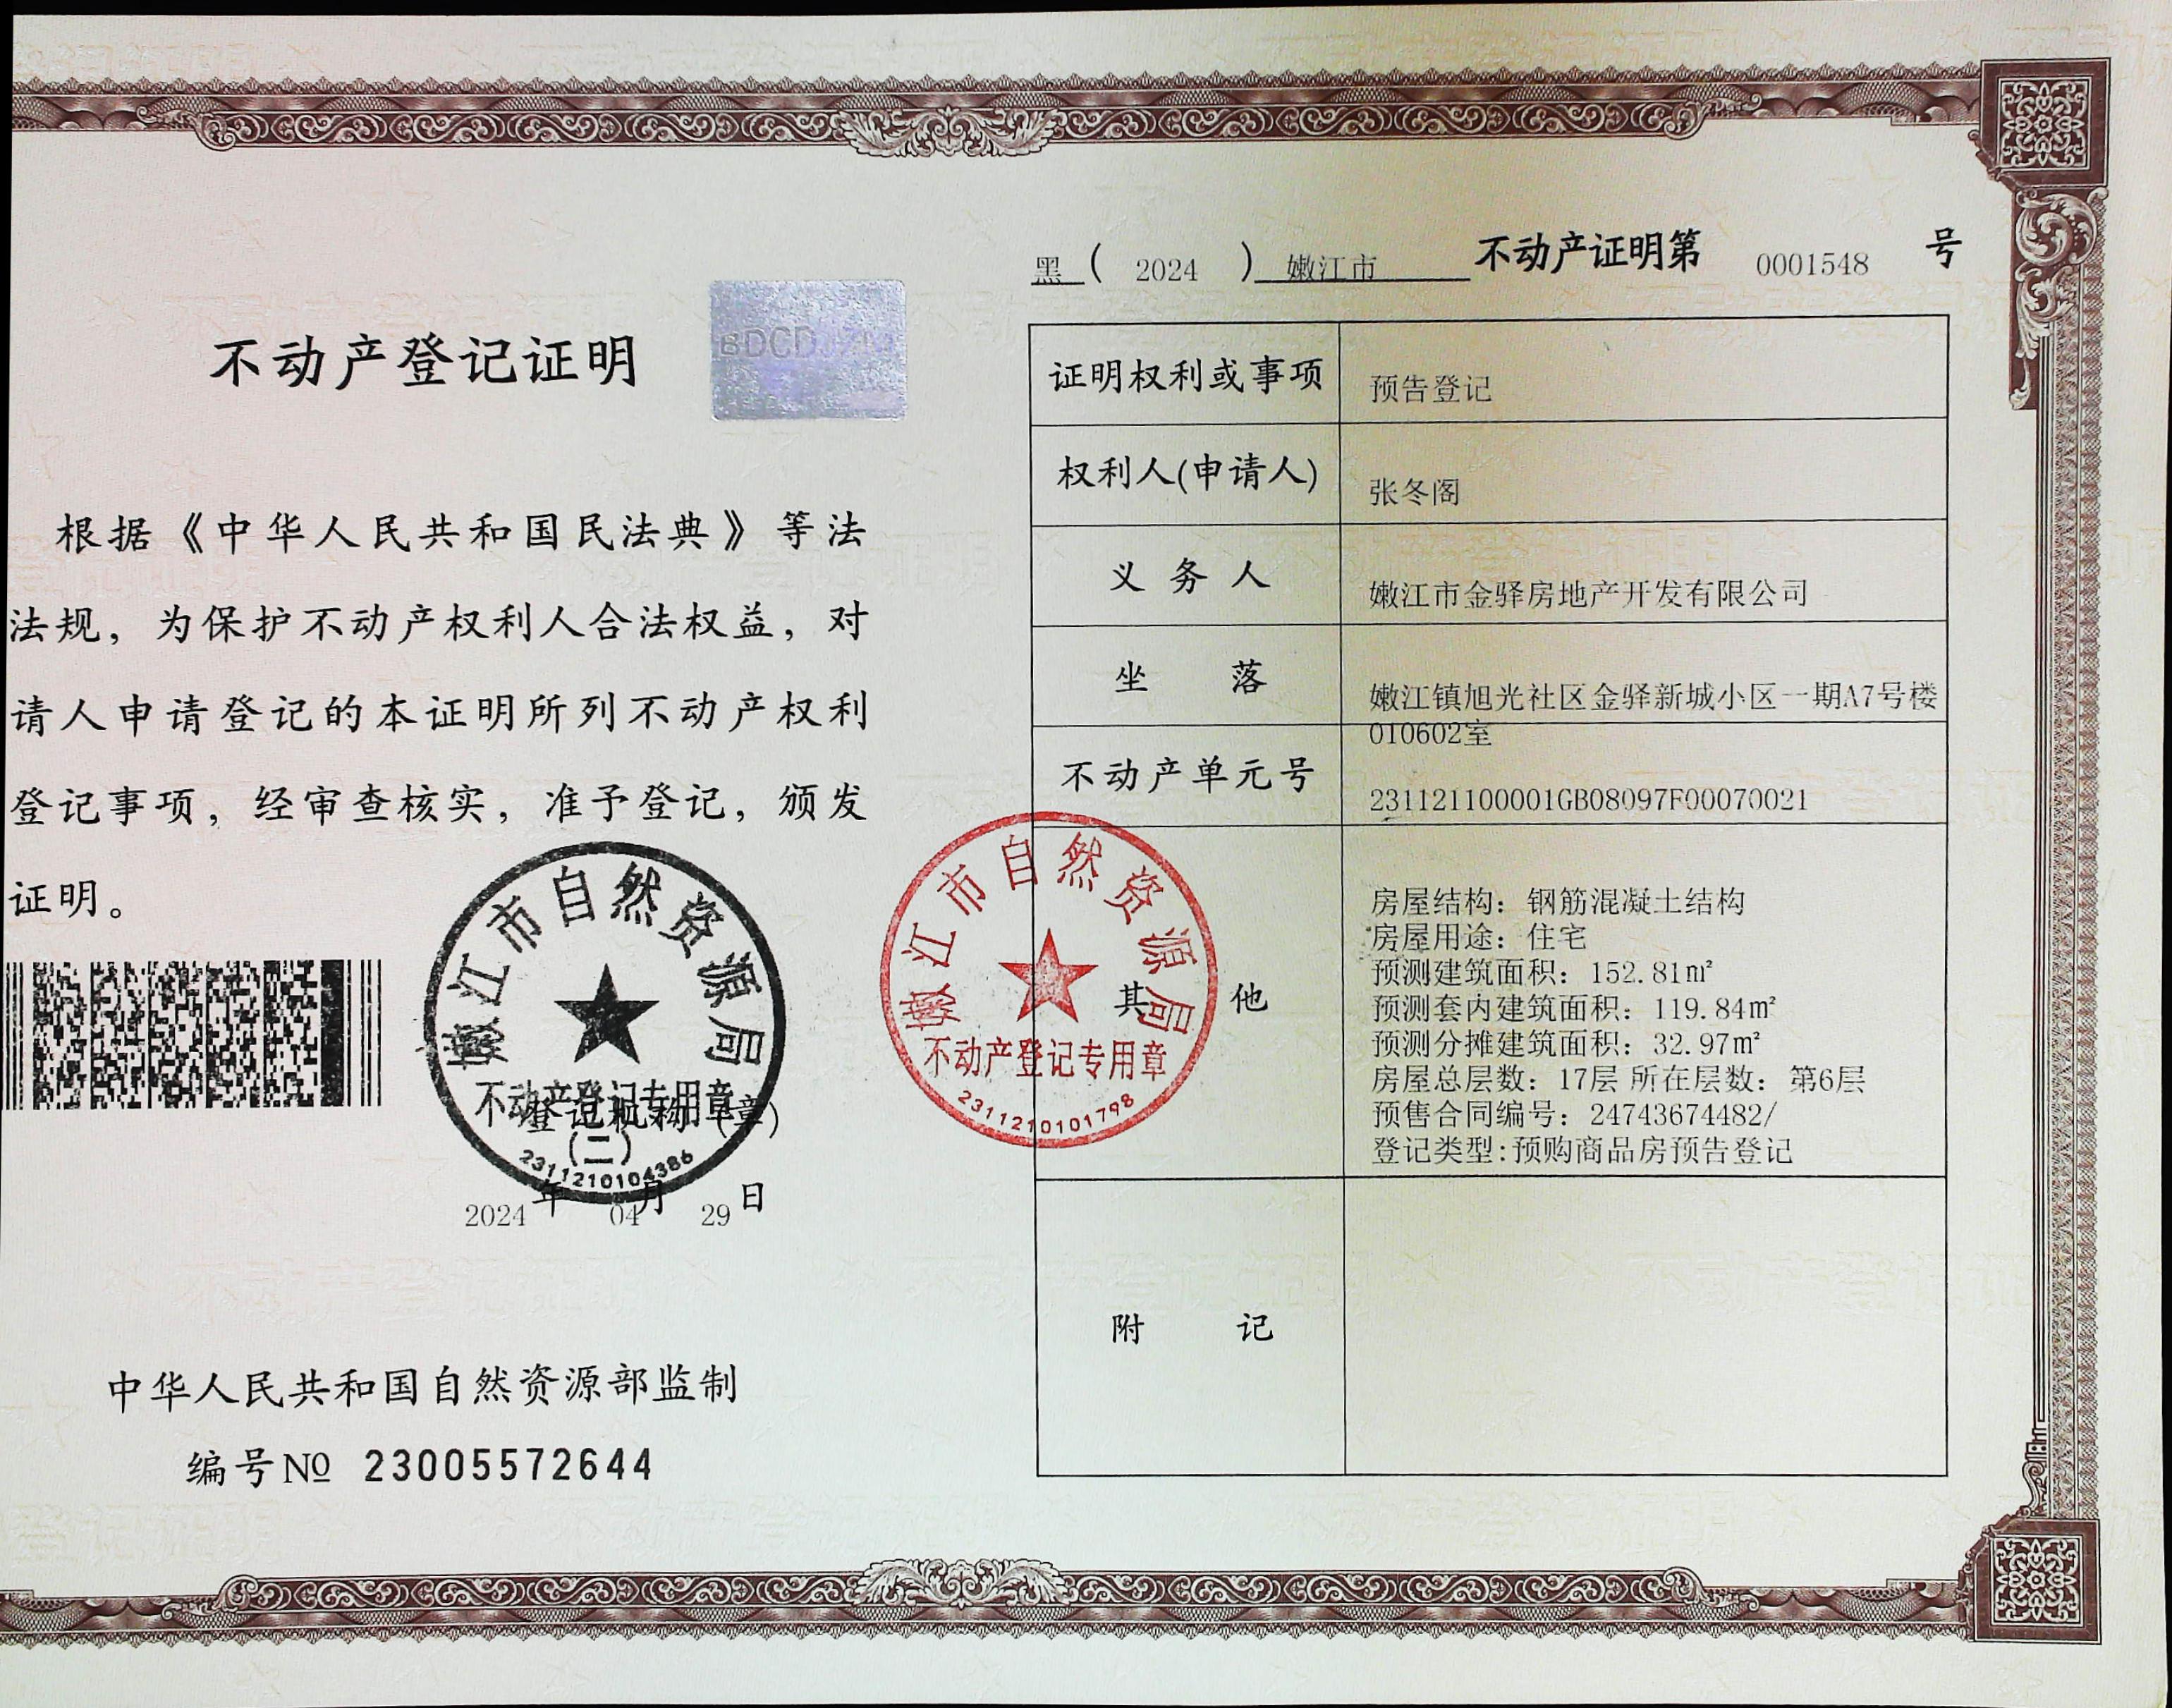 不动产登记证明
BDCD
根据《中华人民共和国民法典》等法
法规，为保护不动产权利人合法权益，对
请人申请登记的本证明所列不动产权利
登记事项，经审查核实，准予登记，颁发
证明。
嫩江市自然资源局
不动产登记专用章
(二)
2311210104386
登记机构（章）
2024年04月29日
中华人民共和国自然资源部监制
编号№ 23005572644
黑（2024）嫩江市 不动产证明第 0001548 号
证明权利或事项 预告登记
权利人(申请人) 张冬阁
义务人 嫩江市金驿房地产开发有限公司
坐落 嫩江镇旭光社区金驿新城小区一期A7号楼
010602室
不动产单元号 231121100001GB08097F00070021
嫩江市自然资源局
不动产登记专用章
2311210101798
其他
房屋结构：钢筋混凝土结构
房屋用途：住宅
预测建筑面积：152.81㎡
预测套内建筑面积：119.84㎡
预测分摊建筑面积：32.97㎡
房屋总层数：17层 所在层数：第6层
预售合同编号：24743674482/
登记类型:预购商品房预告登记
附记